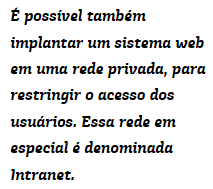 É possível também
implantar um sistema web
em uma rede privada, para
restringir o acesso dos
usuários. Essa rede em
especial é denominada
Intranet.